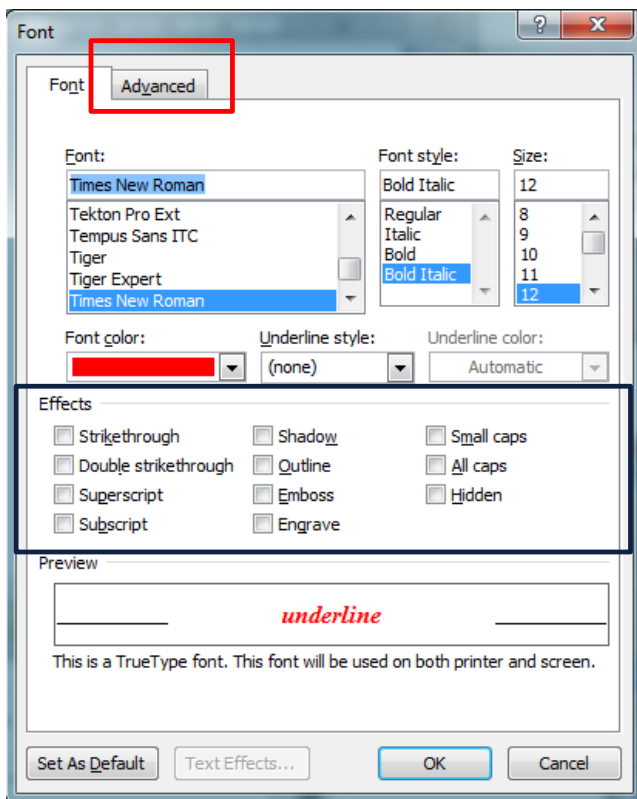 Font
?
X
Font Advanced
Font: Font style: Size:
Times New Roman Bold Italic 12
Tekton Pro Ext Regular 8
Tempus Sans ITC Italic 9
Tiger Bold 10
Tiger Expert Bold Italic 11
Times New Roman 12
Font color: Underline style: Underline color:
(none) Automatic
Effects
Strikethrough Shadow Small caps
Double strikethrough Outline All caps
Superscript Emboss Hidden
Subscript Engrave
Preview
underline
This is a TrueType font. This font will be used on both printer and screen.
Set As Default Text Effects... OK Cancel